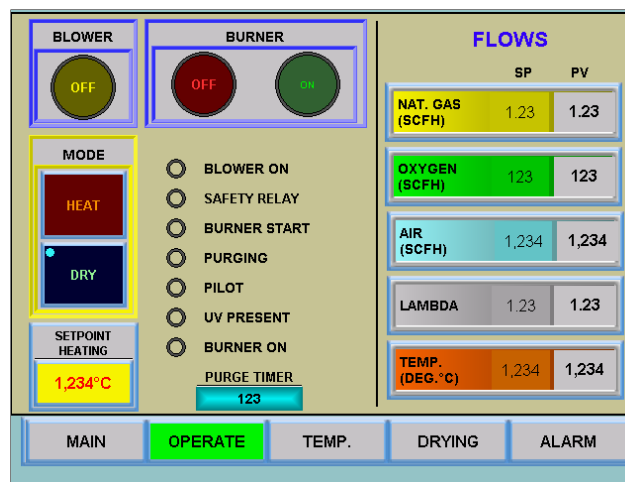 BLOWER
OFF
BURNER
OFF
ON
FLOWS
SP PV
NAT. GAS
(SCFH)
1.23 1.23
OXYGEN
(SCFH)
123 123
AIR
(SCFH)
1,234 1,234
LAMBDA 1.23 1.23
TEMP.
(DEG.°C)
1,234 1,234
MODE
HEAT
DRY
SETPOINT
HEATING
1,234°C
BLOWER ON
SAFETY RELAY
BURNER START
PURGING
PILOT
UV PRESENT
BURNER ON
PURGE TIMER
123
MAIN OPERATE TEMP. DRYING ALARM